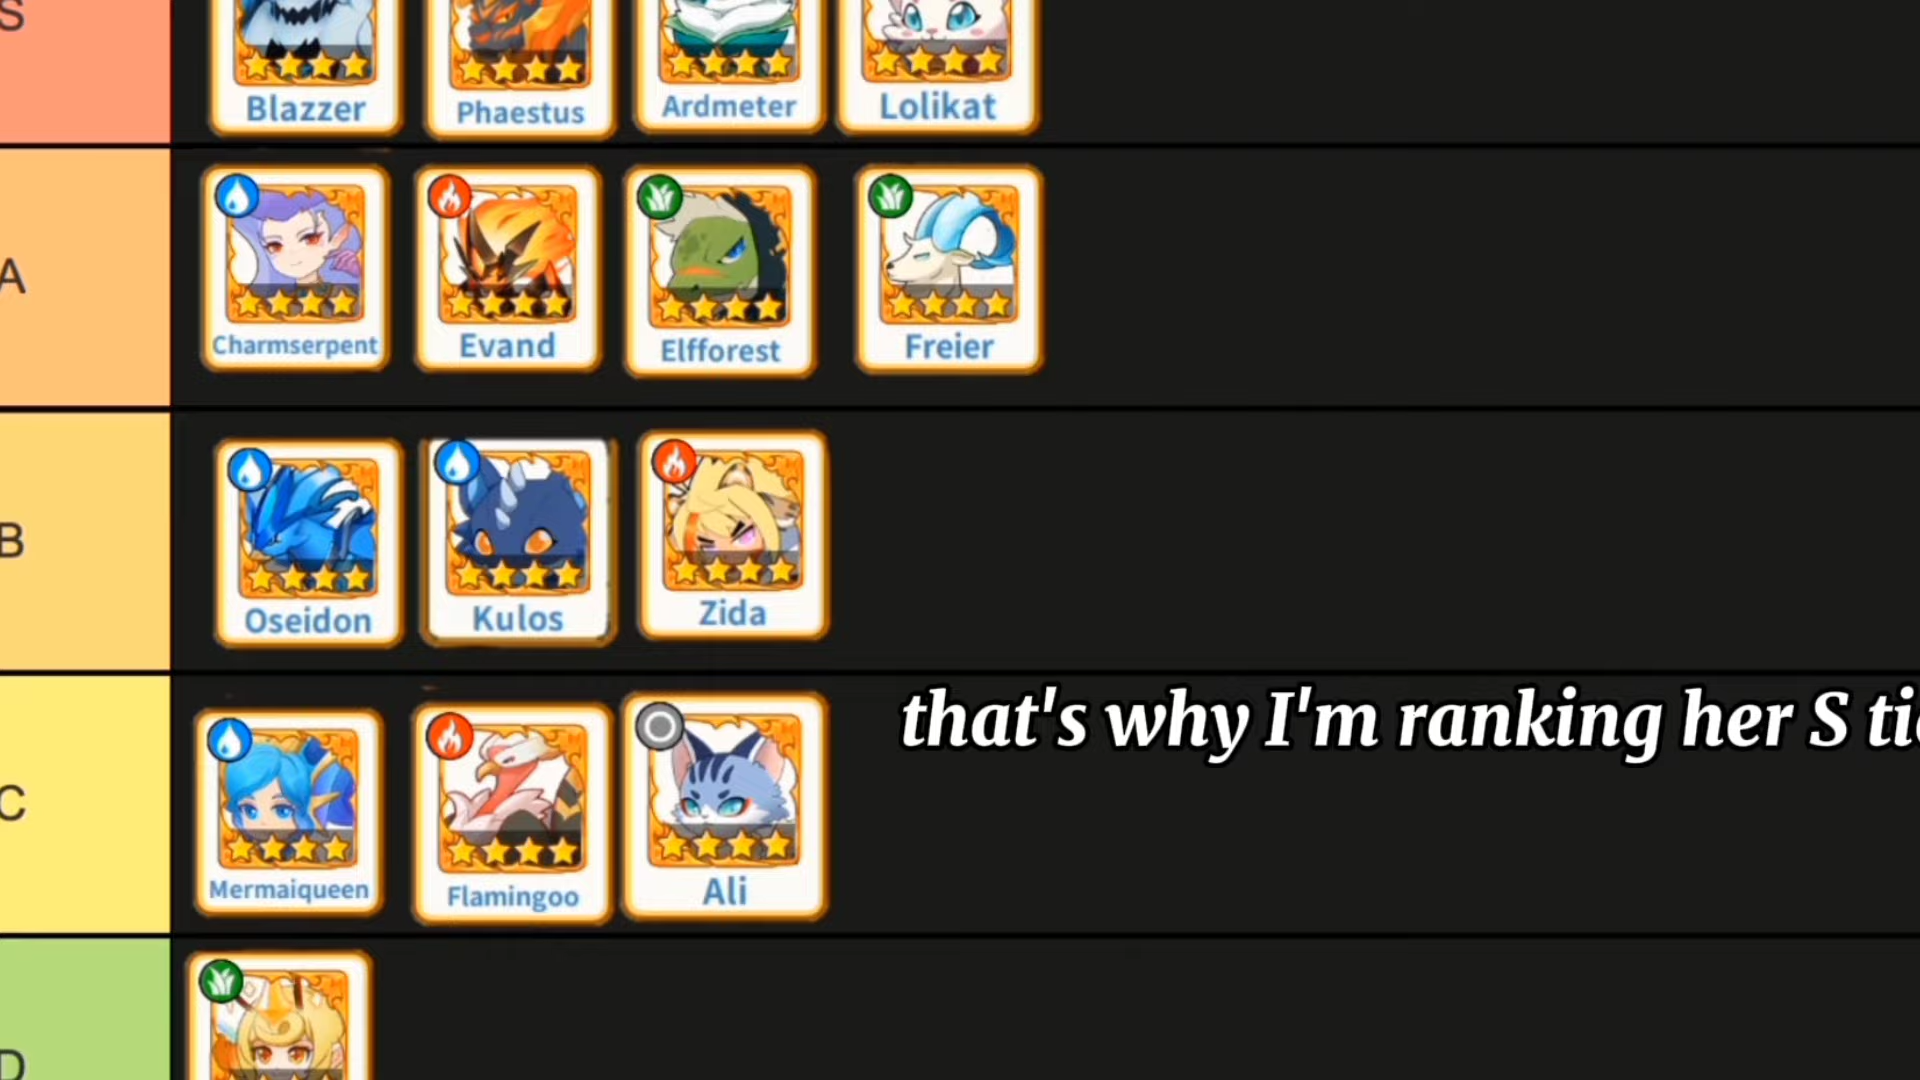 S
Blazzer
Phaestus
Ardmeter
Lolikat
A
Charmserpent
Evand
Elfforest
Freier
B
Oseidon
Kulos
Zida
that's why I'm ranking her S
C
Mermaiqueen
Flamingoo
Ali
D